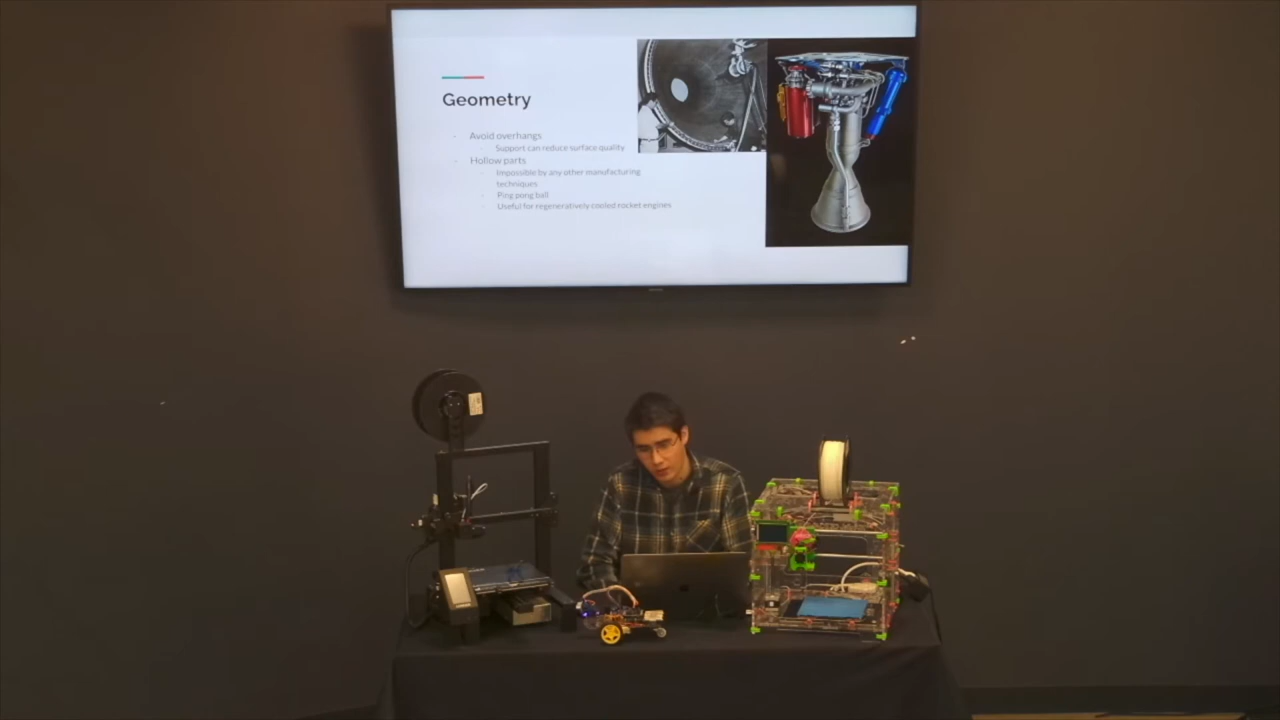 Geometry
- Avoid overhangs
- Support can reduce surface quality
- Hollow parts
- Impossible by any other manufacturing
techniques
- Ping pong ball
- Useful for regeneratively cooled rocket engines